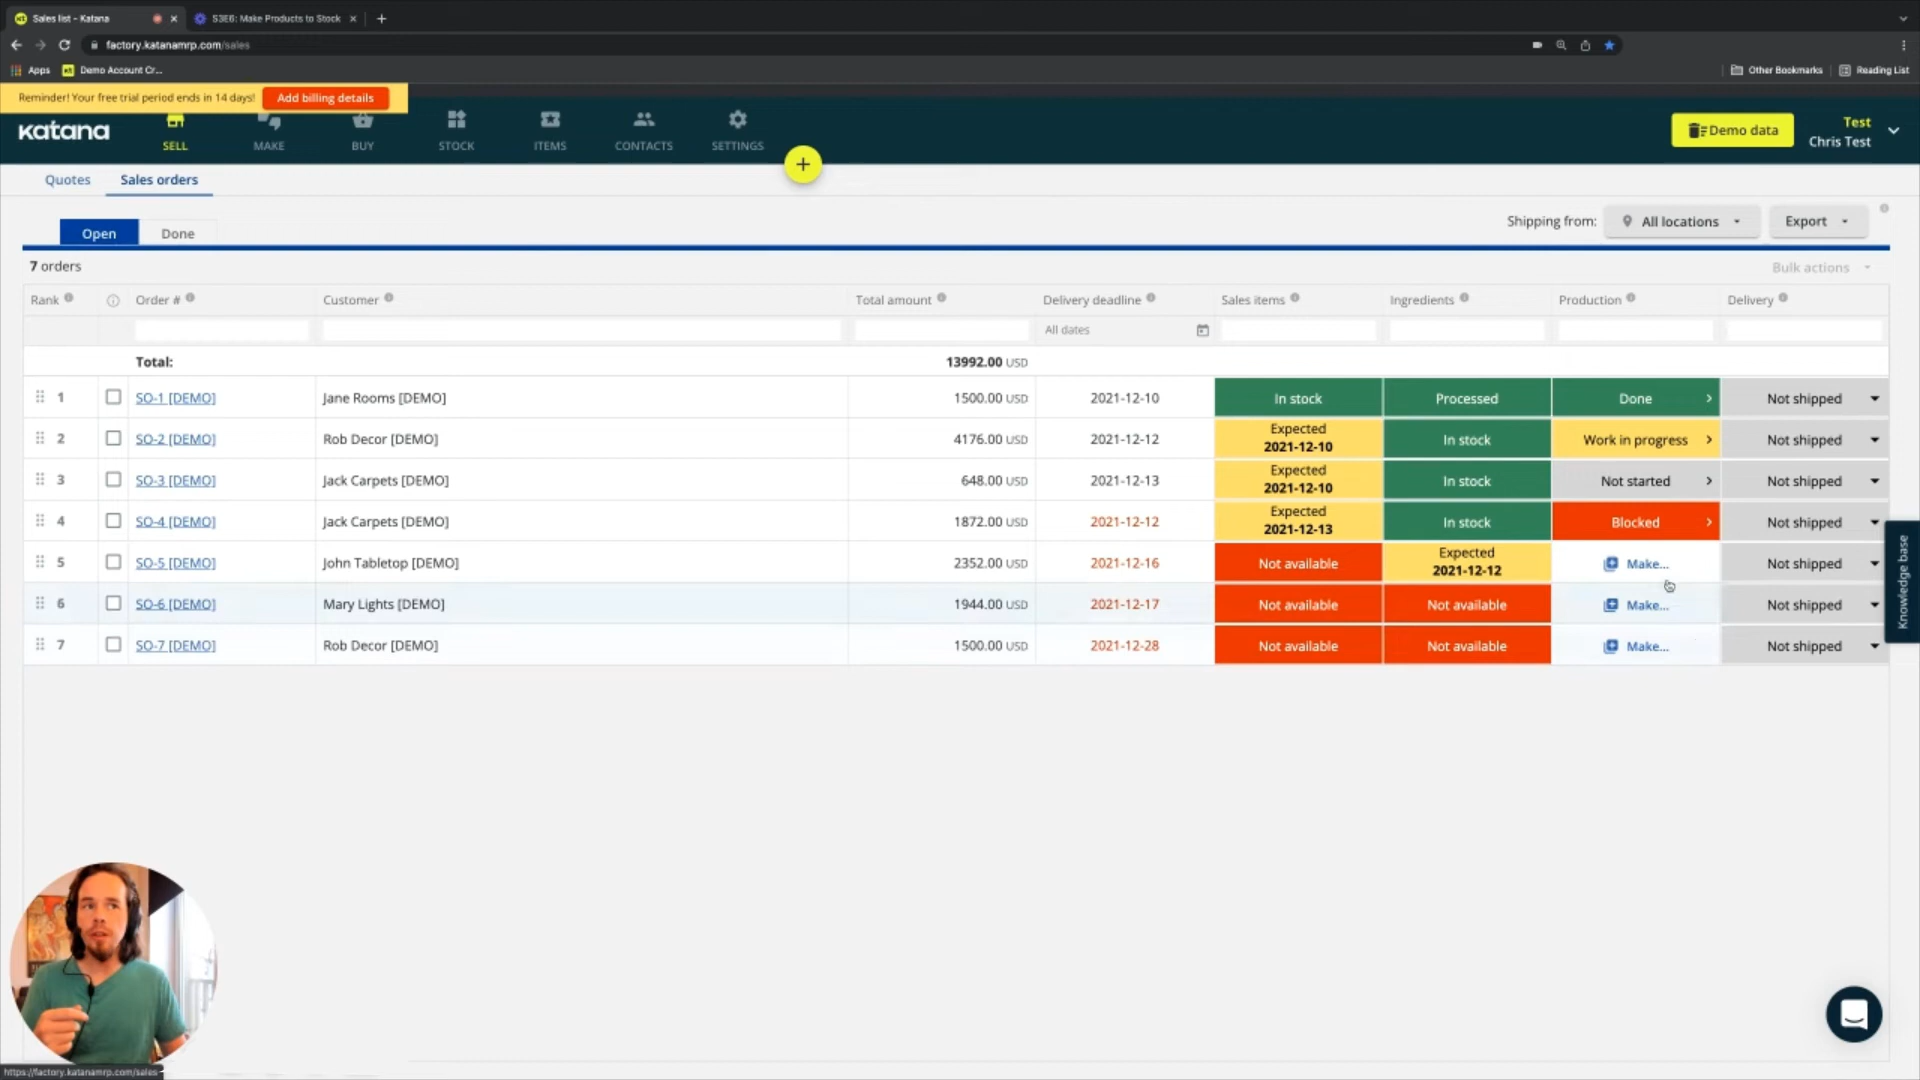 Sales list - Katana
S3E6: Make Products to Stock
factory.katanamrp.com/sales
Apps
Demo Account Cr...
Other Bookmarks
Reading List
Reminder! Your free trial period ends in 14 days!
Add billing details
katana
SELL
MAKE
BUY
STOCK
ITEMS
CONTACTS
SETTINGS
Demo data
Test
Chris Test
Quotes
Sales orders
Open
Done
Shipping from:
All locations
Export
7 orders
Bulk actions
Rank Order # Customer Total amount Delivery deadline Sales items Ingredients Production Delivery
All dates
Total: 13992.00 USD
1 SO-1 [DEMO] Jane Rooms [DEMO] 1500.00 USD 2021-12-10 In stock Processed Done Not shipped
2 SO-2 [DEMO] Rob Decor [DEMO] 4176.00 USD 2021-12-12 Expected 2021-12-10 In stock Work in progress Not shipped
3 SO-3 [DEMO] Jack Carpets [DEMO] 648.00 USD 2021-12-13 Expected 2021-12-10 In stock Not started Not shipped
4 SO-4 [DEMO] Jack Carpets [DEMO] 1872.00 USD 2021-12-12 Expected 2021-12-13 In stock Blocked Not shipped
5 SO-5 [DEMO] John Tabletop [DEMO] 2352.00 USD 2021-12-16 Not available Expected 2021-12-12 Make... Not shipped
6 SO-6 [DEMO] Mary Lights [DEMO] 1944.00 USD 2021-12-17 Not available Not available Make... Not shipped
7 SO-7 [DEMO] Rob Decor [DEMO] 1500.00 USD 2021-12-28 Not available Not available Make... Not shipped
Knowledge base
https://factory.katanamrp.com/sales